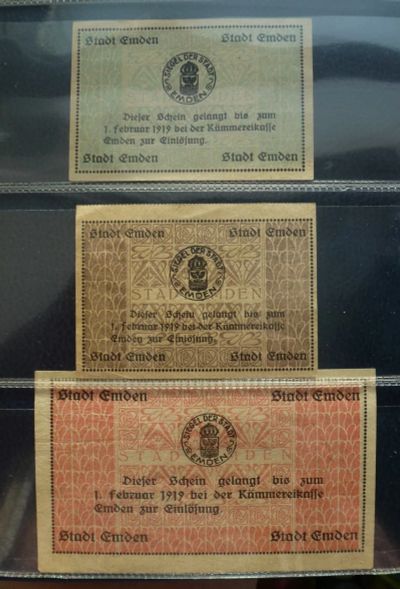 Stadt Emden Stadt Emden
SIEGEL DER STADT
EMDEN
Dieser Schein gelangt bis zum
1. Februar 1919 bei der Kämmereikasse
Emden zur Einlösung.
Stadt Emden Stadt Emden
Stadt Emden Stadt Emden
SIEGEL DER STADT
EMDEN
STADT EMDEN
Dieser Schein gelangt bis zum
1. Februar 1919 bei der Kämmereikasse
Emden zur Einlösung.
Stadt Emden Stadt Emden
Stadt Emden Stadt Emden
SIEGEL DER STADT
EMDEN
STADT EMDEN
Dieser Schein gelangt bis zum
1. Februar 1919 bei der Kämmereikasse
Emden zur Einlösung.
Stadt Emden Stadt Emden